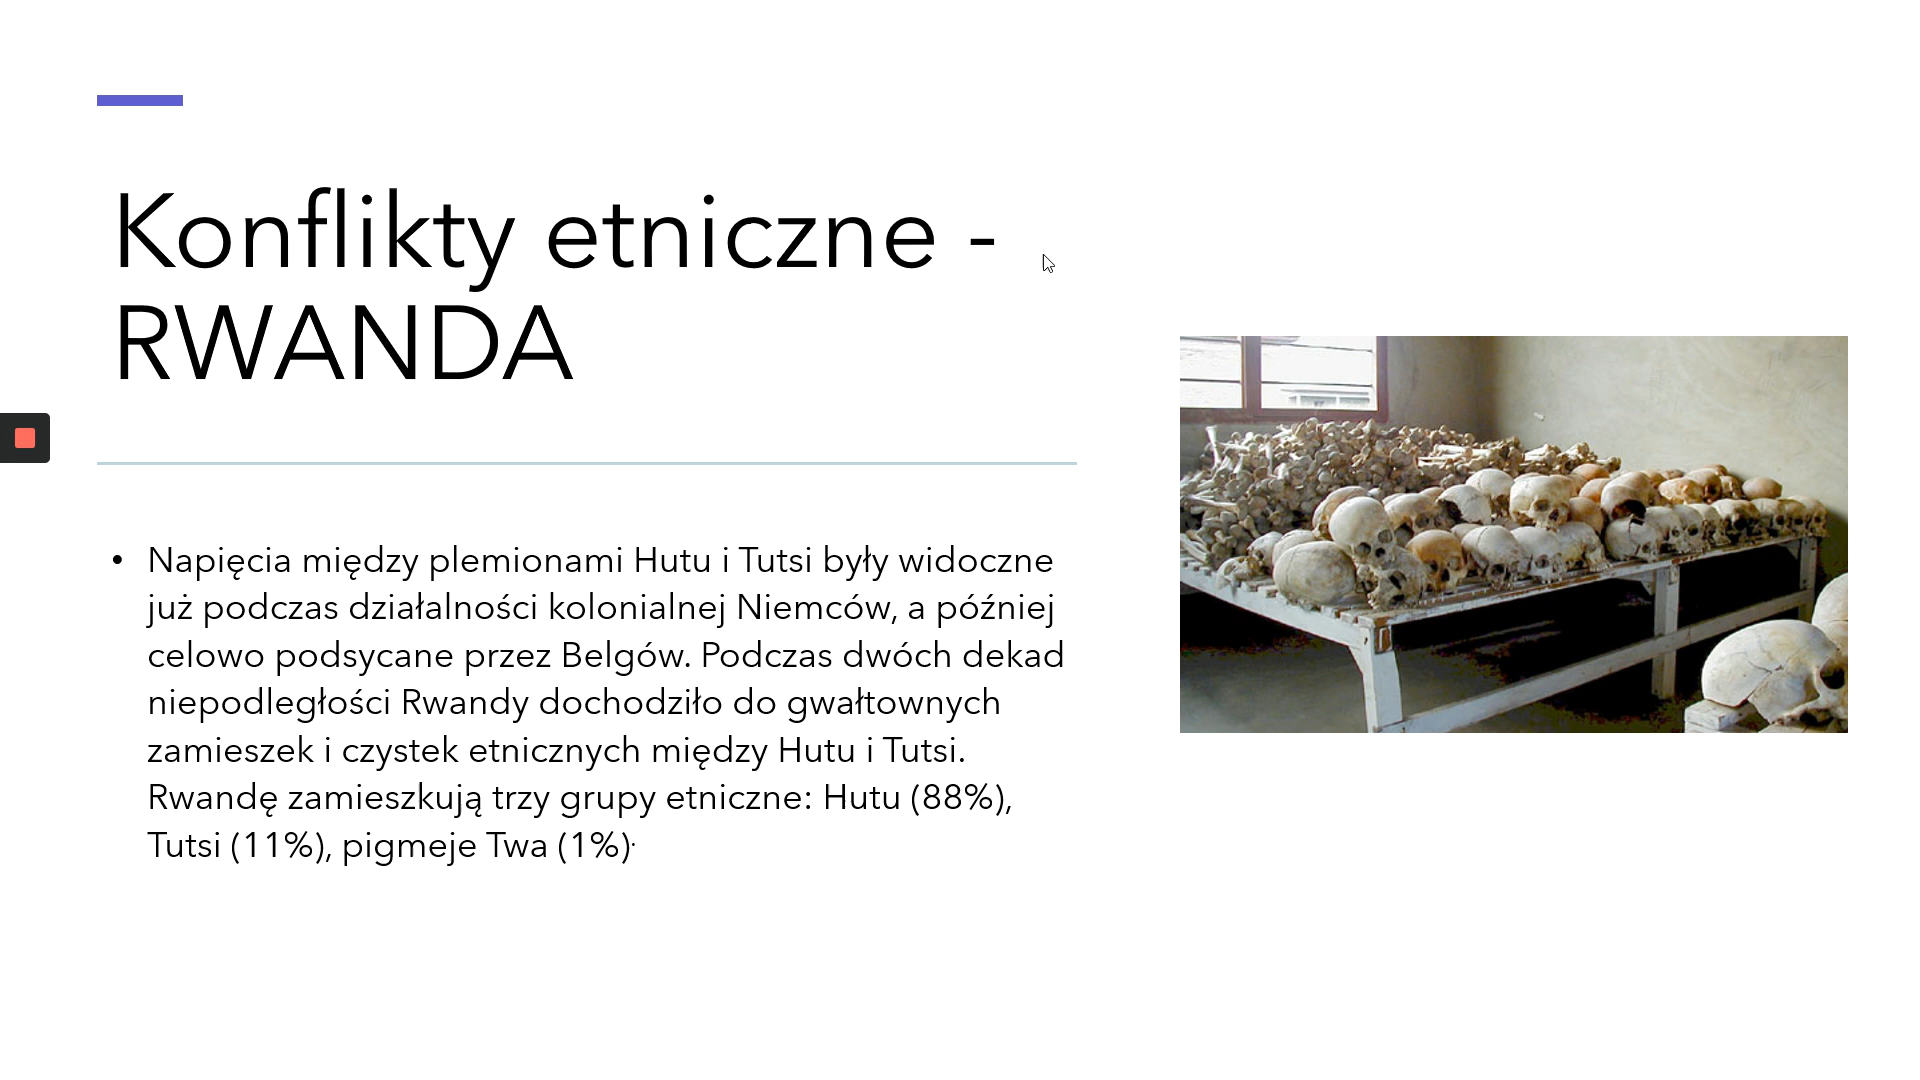 Konflikty etniczne -
RWANDA
• Napięcia między plemionami Hutu i Tutsi były widoczne
już podczas działalności kolonialnej Niemców, a później
celowo podsycane przez Belgów. Podczas dwóch dekad
niepodległości Rwandy dochodziło do gwałtownych
zamieszek i czystek etnicznych między Hutu i Tutsi.
Rwandę zamieszkują trzy grupy etniczne: Hutu (88%),
Tutsi (11%), pigmeje Twa (1%).